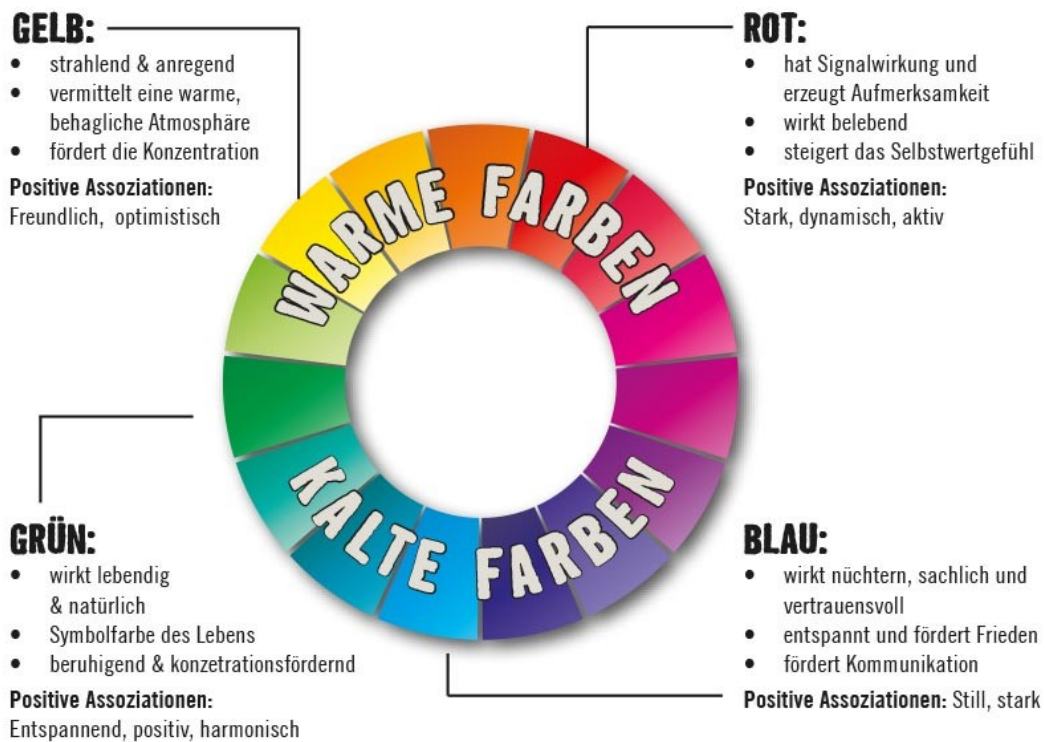 GELB:
• strahlend & anregend
• vermittelt eine warme,
behagliche Atmosphäre
• fördert die Konzentration
Positive Assoziationen:
Freundlich, optimistisch
ROT:
• hat Signalwirkung und
erzeugt Aufmerksamkeit
• wirkt belebend
• steigert das Selbstwertgefühl
Positive Assoziationen:
Stark, dynamisch, aktiv
WARME FARBEN
KALTE FARBEN
GRÜN:
• wirkt lebendig
& natürlich
• Symbolfarbe des Lebens
• beruhigend & konzetrationsfördernd
Positive Assoziationen:
Entspannend, positiv, harmonisch
BLAU:
• wirkt nüchtern, sachlich und
vertrauensvoll
• entspannt und fördert Frieden
• fördert Kommunikation
Positive Assoziationen: Still, stark